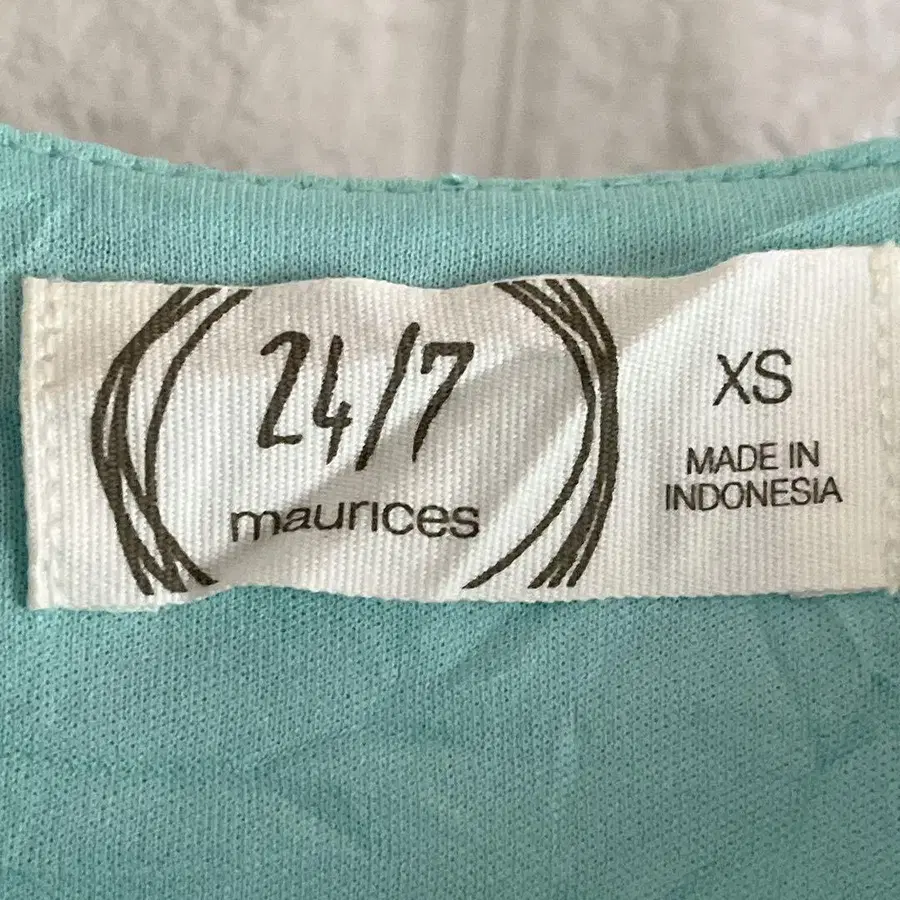 24/7
maurices
XS
MADE IN
INDONESIA